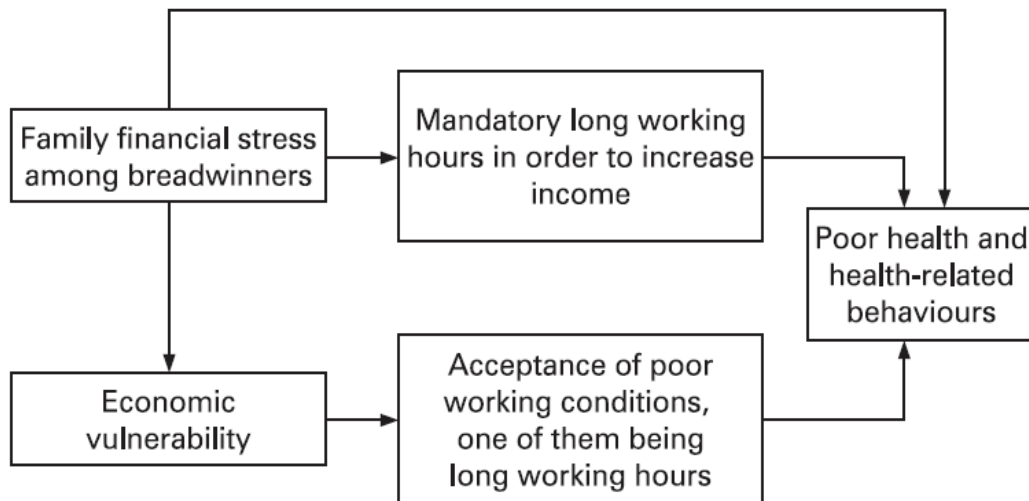 Family financial stress
among breadwinners
Mandatory long working
hours in order to increase
income
Poor health and
health-related
behaviours
Economic
vulnerability
Acceptance of poor
working conditions,
one of them being
long working hours